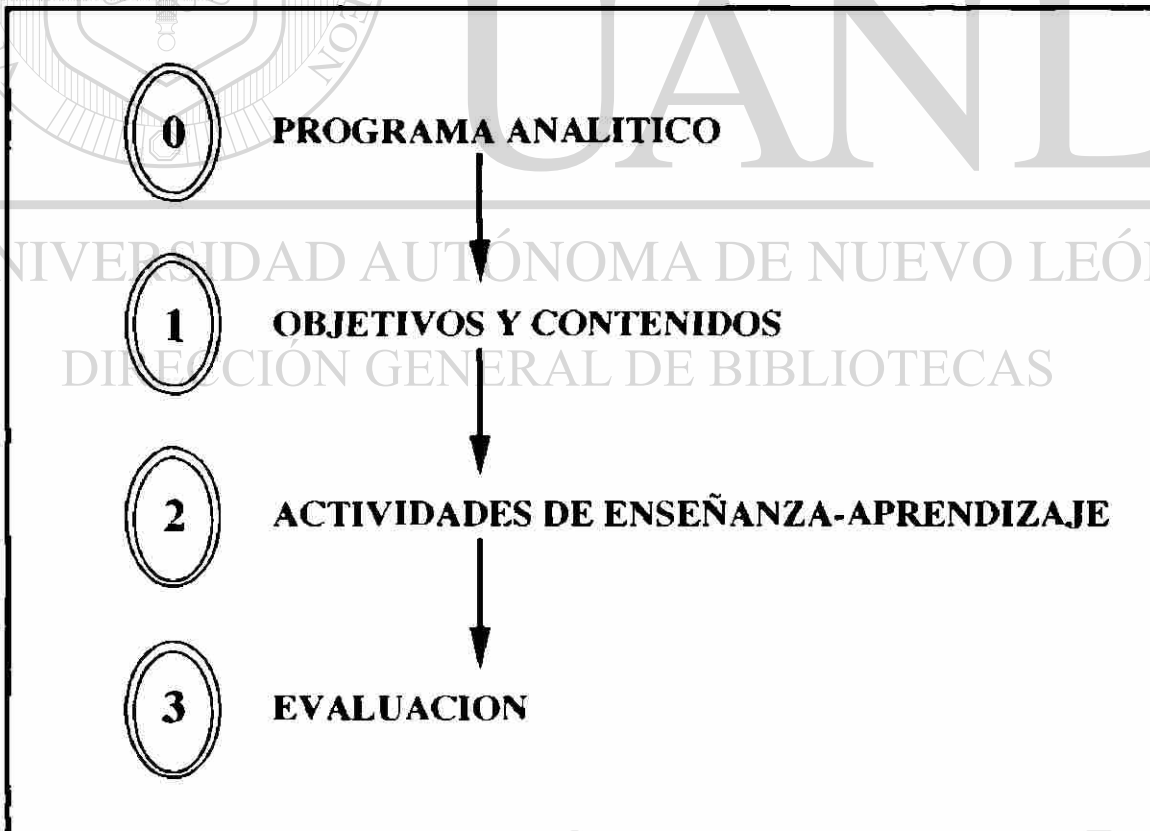 0 PROGRAMA ANALITICO
1 OBJETIVOS Y CONTENIDOS
2 ACTIVIDADES DE ENSEÑANZA-APRENDIZAJE
3 EVALUACION
UANL
UNIVERSIDAD AUTÓNOMA DE NUEVO LEÓN
DIRECCIÓN GENERAL DE BIBLIOTECAS